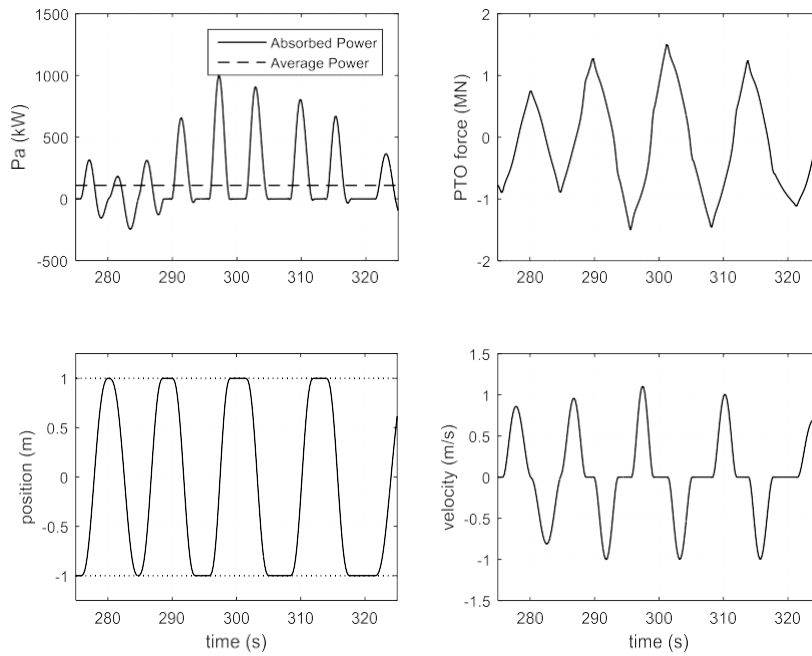 1500
1000
500
0
-500
Pa (kW)
Absorbed Power
Average Power
280 290 300 310 320
2
1
0
-1
-2
PTO force (MN)
280 290 300 310 320
1
0.5
0
-0.5
-1
position (m)
280 290 300 310 320
time (s)
1.5
1
0.5
0
-0.5
-1
-1.5
velocity (m/s)
280 290 300 310 320
time (s)